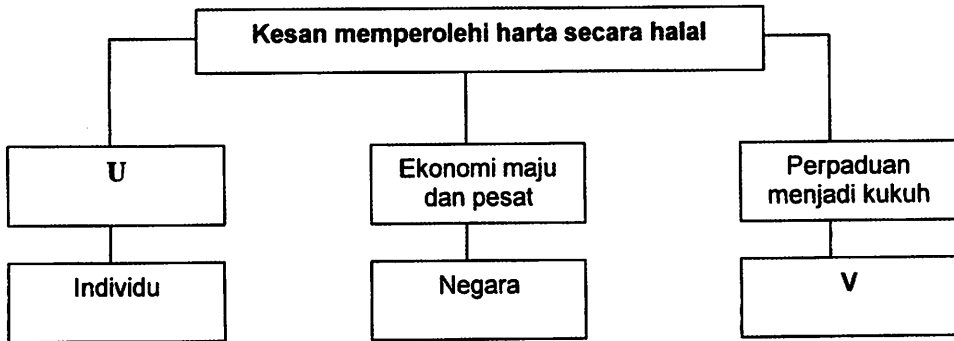 Kesan memperolehi harta secara halal
U
Ekonomi maju
dan pesat
Perpaduan
menjadi kukuh
Individu
Negara
V